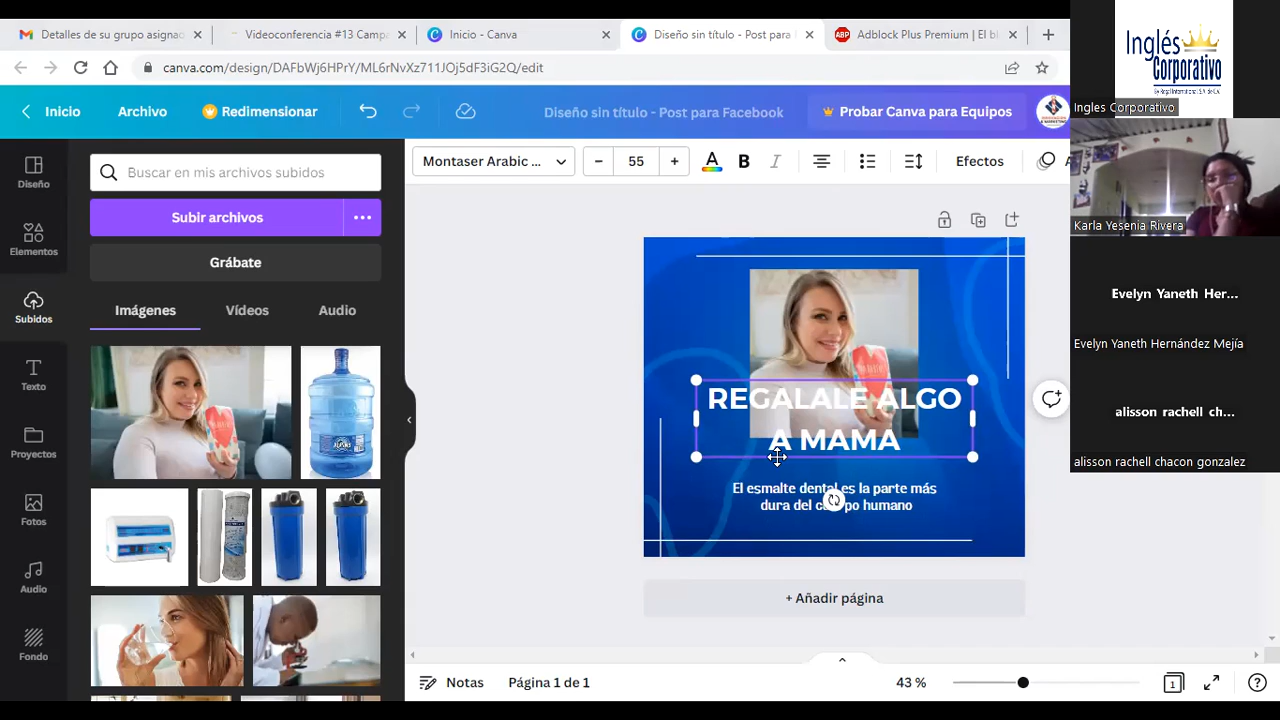 Detalles de su grupo asignac
Videoconferencia #13 Campa
Inicio - Canva
Diseño sin título - Post para
Adblock Plus Premium | El bl
canva.com/design/DAFbWj6HPrY/ML6rNvXz711JOj5dF3iG2Q/edit
Inicio
Archivo
Redimensionar
Diseño sin título - Post para Facebook
Probar Canva para Equipos
Diseño
Elementos
Subidos
Texto
Proyectos
Fotos
Audio
Fondo
Buscar en mis archivos subidos
Subir archivos
Grábate
Imágenes
Vídeos
Audio
Montaser Arabic ...
55
A
B
I
Efectos
REGALALE ALGO
A MAMA
El esmalte dental es la parte más
dura del cuerpo humano
+ Añadir página
Notas
Página 1 de 1
43 %
1
Inglés
Corporativo
Ingles Corporativo
Karla Yesenia Rivera
Evelyn Yaneth Her...
Evelyn Yaneth Hernández Mejía
alisson rachell ch...
alisson rachell chacon gonzalez